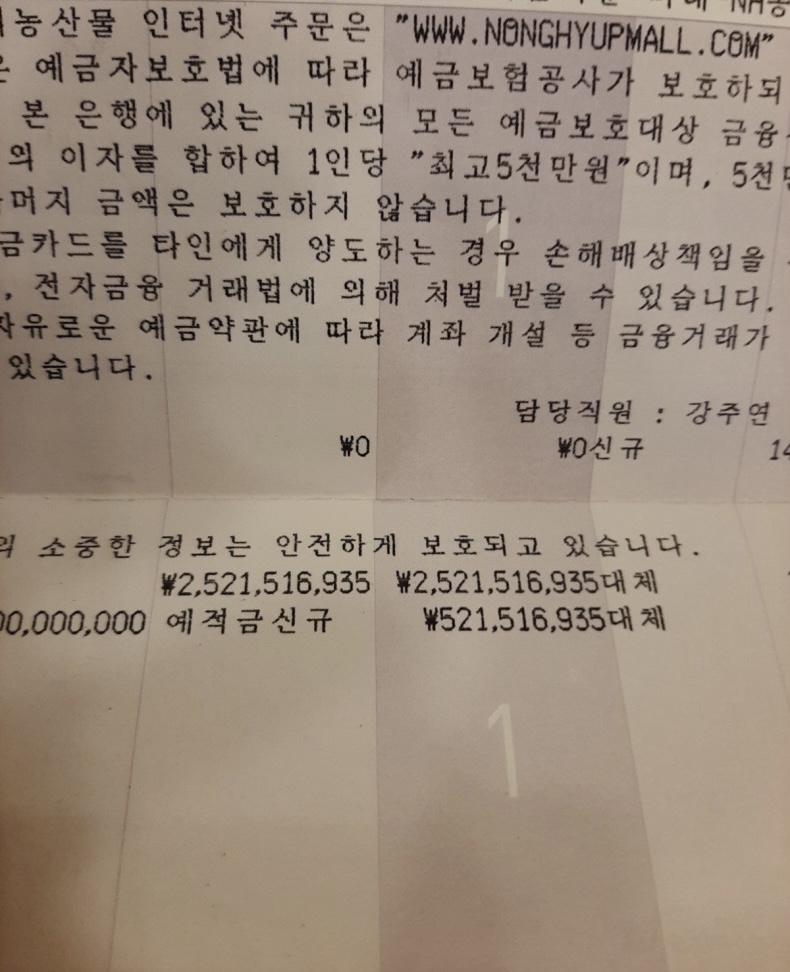 농산물 인터넷 주문은 "WWW.NONGHYUPMALL.COM"
예금자보호법에 따라 예금보험공사가 보호하되
본 은행에 있는 귀하의 모든 예금보호대상 금융
의 이자를 합하여 1인당 "최고5천만원"이며, 5천만
머지 금액은 보호하지 않습니다.
금카드를 타인에게 양도하는 경우 손해배상책임을
, 전자금융 거래법에 의해 처벌 받을 수 있습니다.
자유로운 예금약관에 따라 계좌 개설 등 금융거래가
있습니다.
담당직원 : 강주연
₩0 ₩0신규 14
의 소중한 정보는 안전하게 보호되고 있습니다.
₩2,521,516,935 ₩2,521,516,935대체
00,000,000 예적금신규 ₩521,516,935대체
1
1